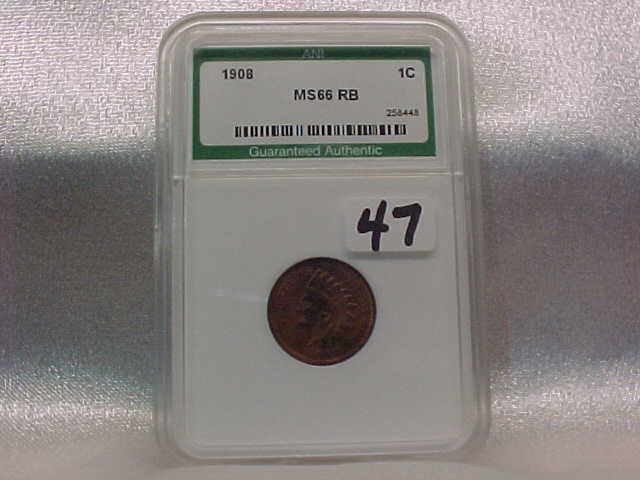 ANI
1908 1C
MS66 RB
258448
Guaranteed Authentic
47